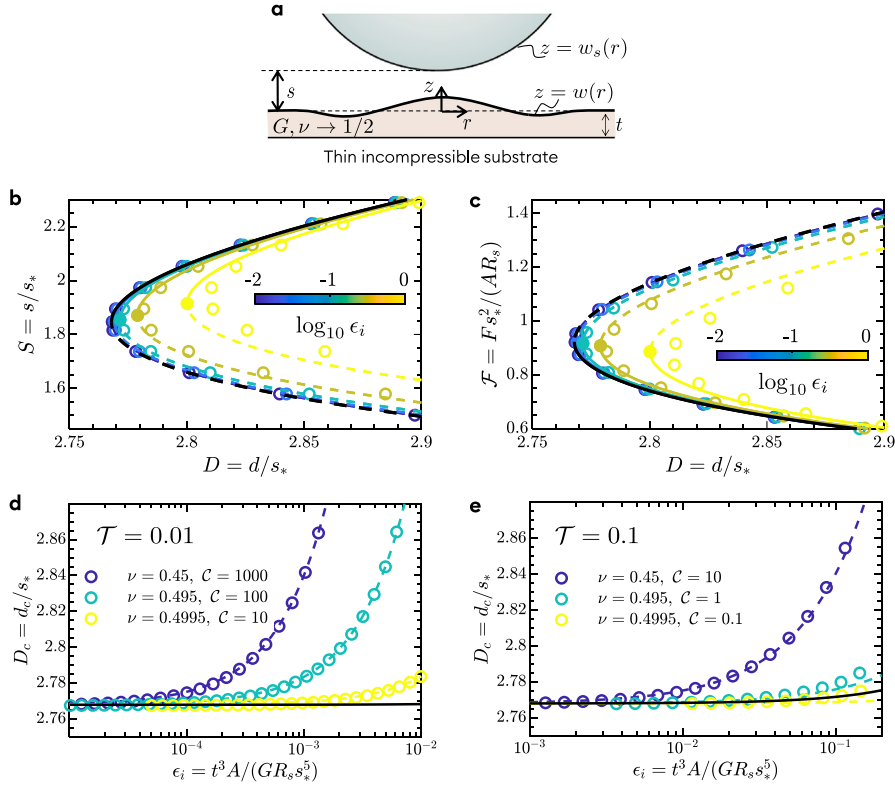 a
z = w_s(r)
s
z
z = w(r)
G, ν → 1/2
r
t
Thin incompressible substrate
b
S = s/s_*
2.2
2
1.8
1.6
-2 -1 0
log₁₀ ϵ_i
2.75 2.8 2.85 2.9
D = d/s_*
c
ℱ = F s_*²/(AR_s)
1.4
1.2
1
0.8
0.6
-2 -1 0
log₁₀ ϵ_i
2.75 2.8 2.85 2.9
D = d/s_*
d
𝒯 = 0.01
D_c = d_c/s_*
2.86
2.84
2.82
2.8
2.78
2.76
ν = 0.45, 𝒞 = 1000
ν = 0.495, 𝒞 = 100
ν = 0.4995, 𝒞 = 10
10⁻⁴ 10⁻³ 10⁻²
ϵ_i = t³A/(GR_s s_*⁵)
e
𝒯 = 0.1
D_c = d_c/s_*
2.86
2.84
2.82
2.8
2.78
2.76
ν = 0.45, 𝒞 = 10
ν = 0.495, 𝒞 = 1
ν = 0.4995, 𝒞 = 0.1
10⁻³ 10⁻² 10⁻¹
ϵ_i = t³A/(GR_s s_*⁵)